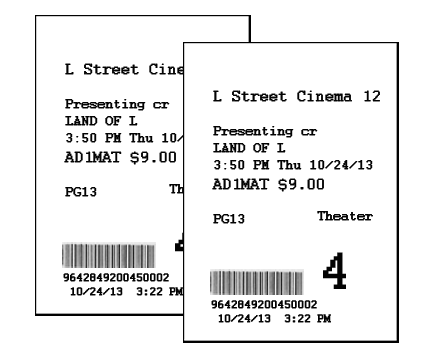 L Street Cine
Presenting cr
LAND OF L
3:50 PM Thu 10/
AD1MAT $9.00
PG13 Th
9642849200450002
10/24/13 3:22 PM
L Street Cinema 12
Presenting cr
LAND OF L
3:50 PM Thu 10/24/13
AD1MAT $9.00
PG13 Theater
4
9642849200450002
10/24/13 3:22 PM